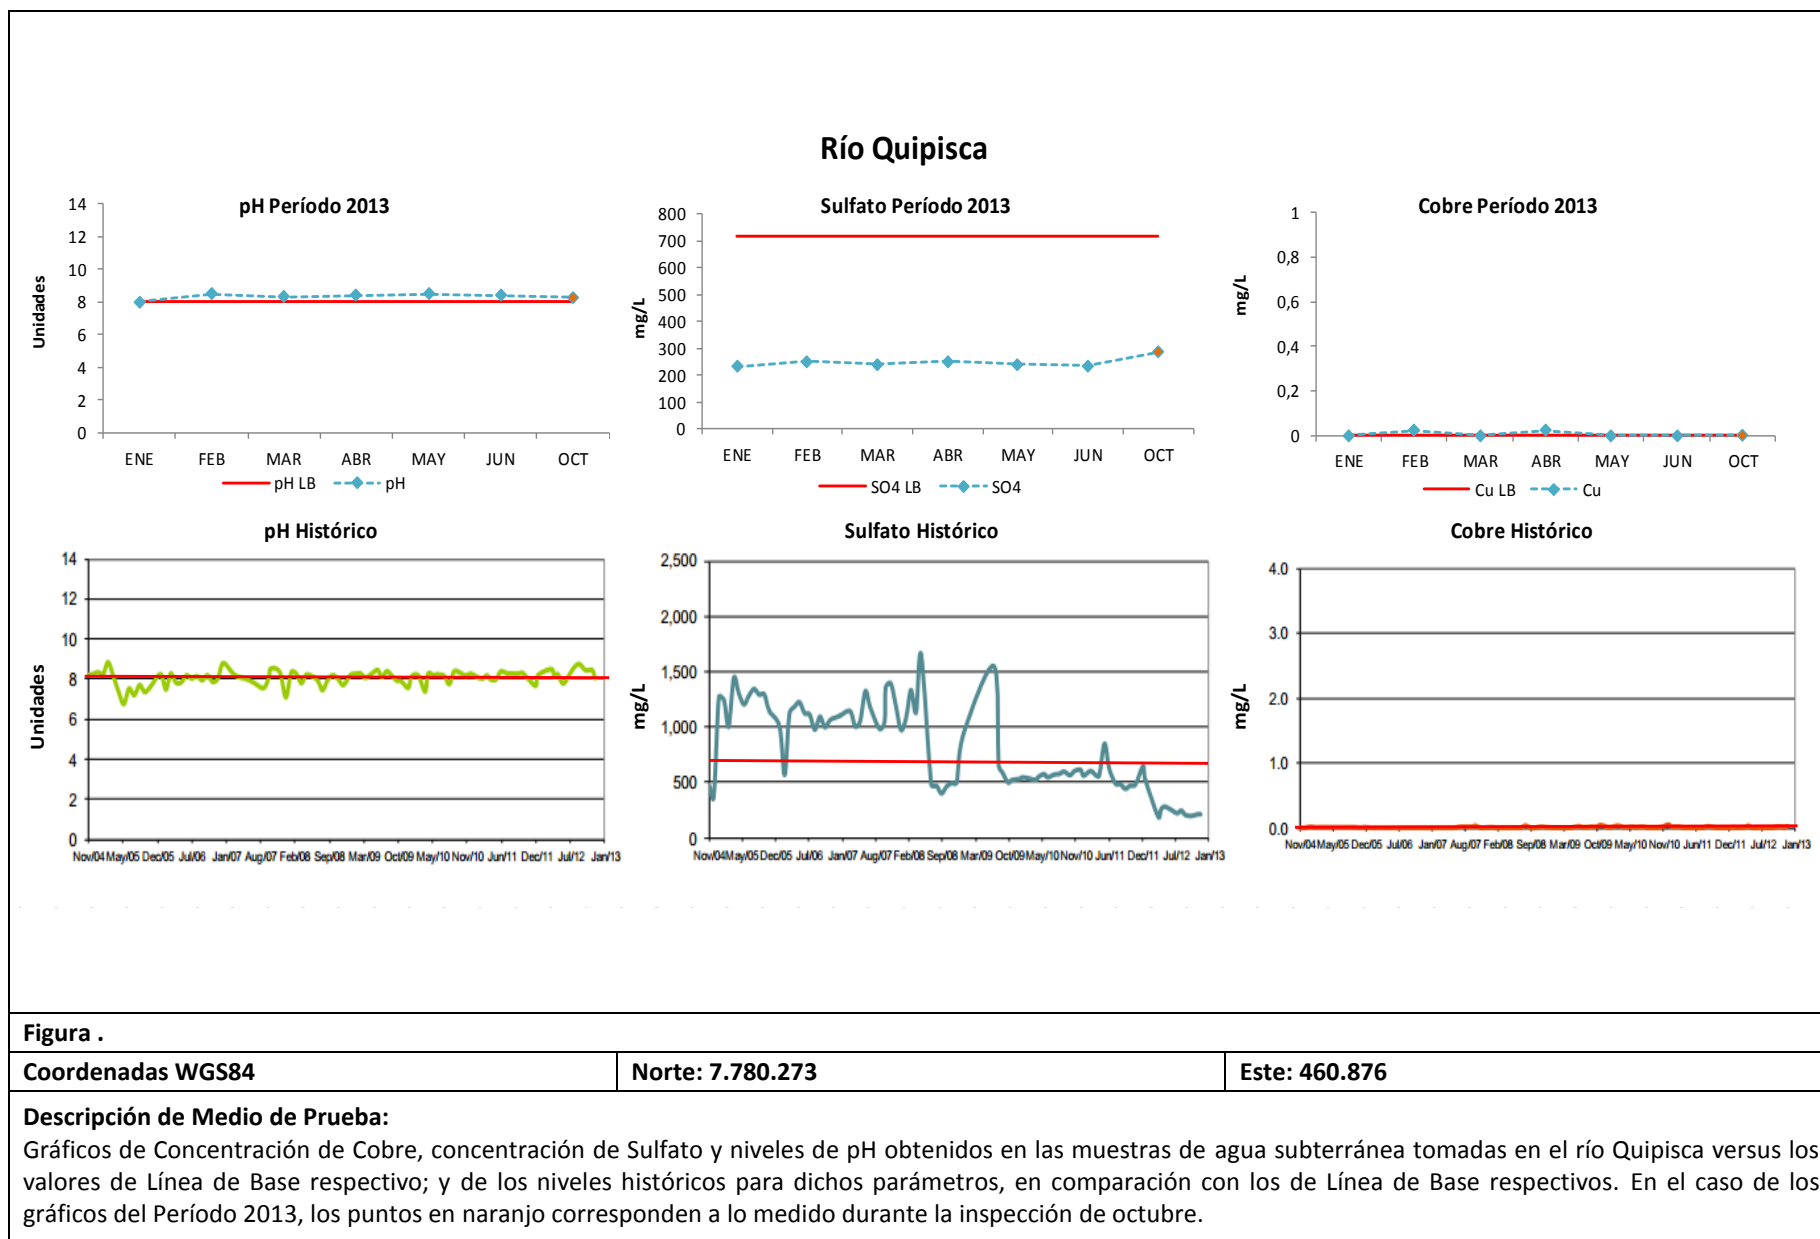 Río Quipisca
pH Período 2013
14
12
10
8
6
4
2
0
Unidades
ENE FEB MAR ABR MAY JUN OCT
pH LB pH
Sulfato Período 2013
800
700
600
500
400
300
200
100
0
mg/L
ENE FEB MAR ABR MAY JUN OCT
SO4 LB SO4
Cobre Período 2013
1
0,8
0,6
0,4
0,2
0
mg/L
ENE FEB MAR ABR MAY JUN OCT
Cu LB Cu
pH Histórico
14
12
10
8
6
4
2
0
Unidades
Nov/04 May/05 Dec/05 Jul/06 Jan/07 Aug/07 Feb/08 Sep/08 Mar/09 Oct/09 May/10 Nov/10 Jun/11 Dec/11 Jul/12 Jan/13
Sulfato Histórico
2,500
2,000
1,500
1,000
500
0
mg/L
Nov/04 May/05 Dec/05 Jul/06 Jan/07 Aug/07 Feb/08 Sep/08 Mar/09 Oct/09 May/10 Nov/10 Jun/11 Dec/11 Jul/12 Jan/13
Cobre Histórico
4.0
3.0
2.0
1.0
0.0
mg/L
Nov/04 May/05 Dec/05 Jul/06 Jan/07 Aug/07 Feb/08 Sep/08 Mar/09 Oct/09 May/10 Nov/10 Jun/11 Dec/11 Jul/12 Jan/13
Figura .
Coordenadas WGS84 Norte: 7.780.273 Este: 460.876
Descripción de Medio de Prueba:
Gráficos de Concentración de Cobre, concentración de Sulfato y niveles de pH obtenidos en las muestras de agua subterránea tomadas en el río Quipisca versus los
valores de Línea de Base respectivo; y de los niveles históricos para dichos parámetros, en comparación con los de Línea de Base respectivos. En el caso de los
gráficos del Período 2013, los puntos en naranjo corresponden a lo medido durante la inspección de octubre.